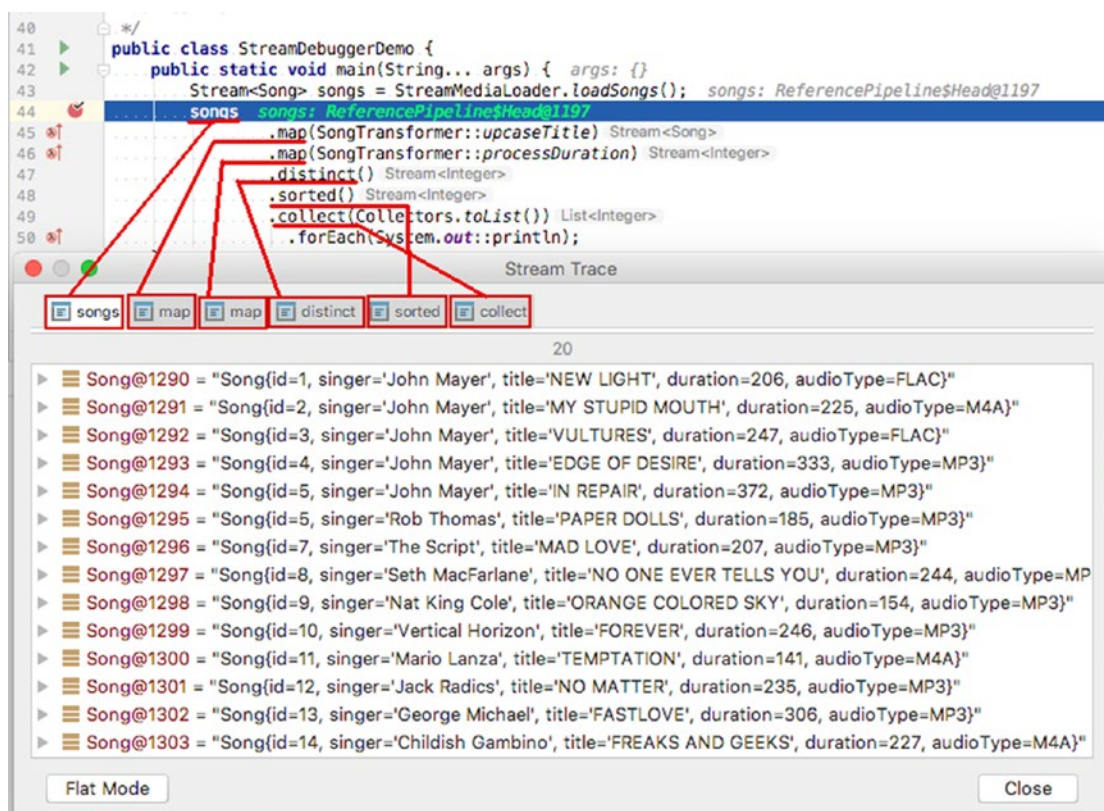 40 */
41 public class StreamDebuggerDemo {
42 public static void main(String... args) { args: {}
43 Stream<Song> songs = StreamMediaLoader.loadSongs(); songs: ReferencePipeline$Head@1197
44 songs songs: ReferencePipeline$Head@1197
45 .map(SongTransformer::upcaseTitle) Stream<Song>
46 .map(SongTransformer::processDuration) Stream<Integer>
47 .distinct() Stream<Integer>
48 .sorted() Stream<Integer>
49 .collect(Collectors.toList()) List<Integer>
50 .forEach(System.out::println);
Stream Trace
songs map map distinct sorted collect
20
Song@1290 = "Song{id=1, singer='John Mayer', title='NEW LIGHT', duration=206, audioType=FLAC}"
Song@1291 = "Song{id=2, singer='John Mayer', title='MY STUPID MOUTH', duration=225, audioType=M4A}"
Song@1292 = "Song{id=3, singer='John Mayer', title='VULTURES', duration=247, audioType=FLAC}"
Song@1293 = "Song{id=4, singer='John Mayer', title='EDGE OF DESIRE', duration=333, audioType=MP3}"
Song@1294 = "Song{id=5, singer='John Mayer', title='IN REPAIR', duration=372, audioType=MP3}"
Song@1295 = "Song{id=5, singer='Rob Thomas', title='PAPER DOLLS', duration=185, audioType=MP3}"
Song@1296 = "Song{id=7, singer='The Script', title='MAD LOVE', duration=207, audioType=MP3}"
Song@1297 = "Song{id=8, singer='Seth MacFarlane', title='NO ONE EVER TELLS YOU', duration=244, audioType=MP
Song@1298 = "Song{id=9, singer='Nat King Cole', title='ORANGE COLORED SKY', duration=154, audioType=MP3}"
Song@1299 = "Song{id=10, singer='Vertical Horizon', title='FOREVER', duration=246, audioType=MP3}"
Song@1300 = "Song{id=11, singer='Mario Lanza', title='TEMPTATION', duration=141, audioType=M4A}"
Song@1301 = "Song{id=12, singer='Jack Radics', title='NO MATTER', duration=235, audioType=MP3}"
Song@1302 = "Song{id=13, singer='George Michael', title='FASTLOVE', duration=306, audioType=MP3}"
Song@1303 = "Song{id=14, singer='Childish Gambino', title='FREAKS AND GEEKS', duration=227, audioType=M4A}"
Flat Mode Close